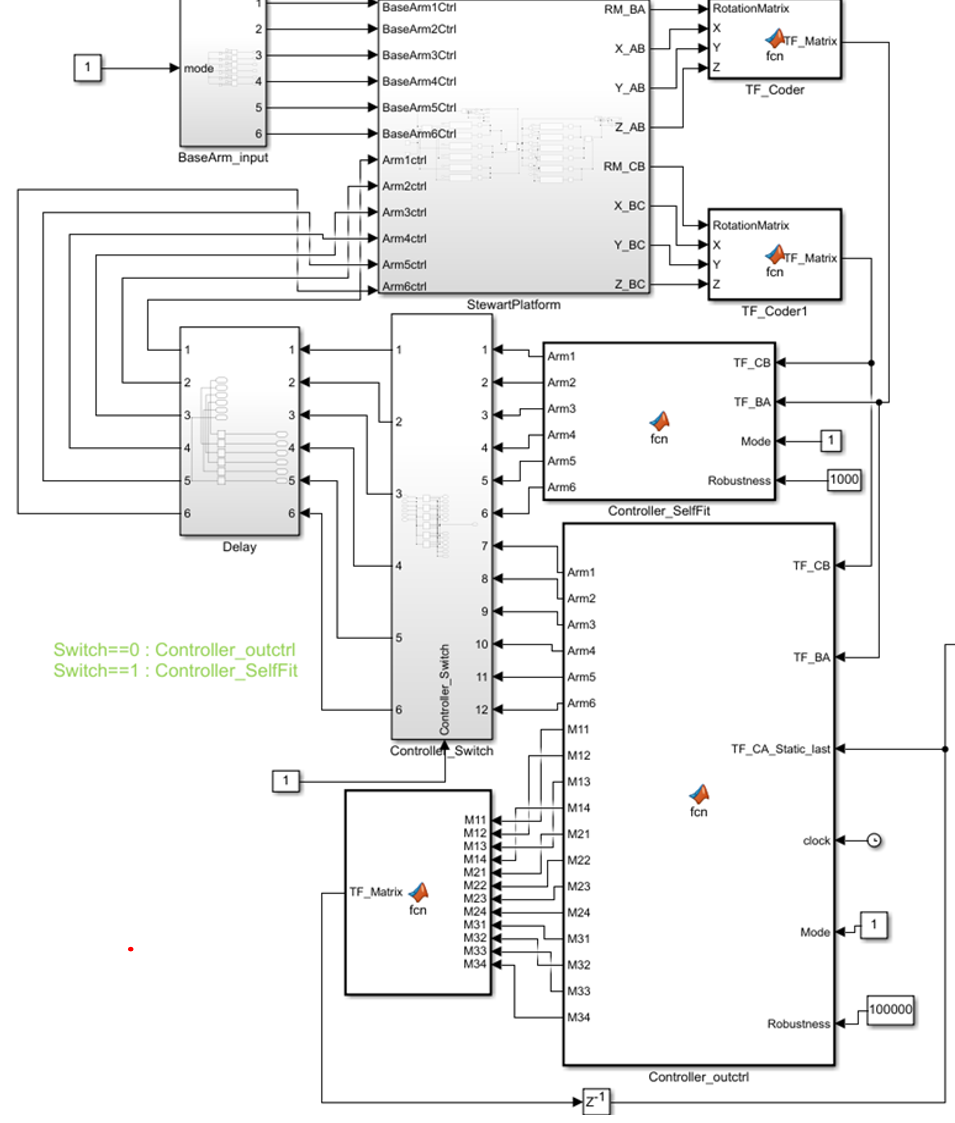 1
mode
1
2
3
4
5
6
BaseArm_input
BaseArm1Ctrl
BaseArm2Ctrl
BaseArm3Ctrl
BaseArm4Ctrl
BaseArm5Ctrl
BaseArm6Ctrl
Arm1ctrl
Arm2ctrl
Arm3ctrl
Arm4ctrl
Arm5ctrl
Arm6ctrl
RM_BA
X_AB
Y_AB
Z_AB
RM_CB
X_BC
Y_BC
Z_BC
StewartPlatform
RotationMatrix
X
Y
Z
fcn
TF_Matrix
TF_Coder
RotationMatrix
X
Y
Z
fcn
TF_Matrix
TF_Coder1
1
2
3
4
5
6
1
2
3
4
5
6
Delay
1
2
3
4
5
6
1
2
3
4
5
6
7
8
9
10
11
12
Controller_Switch
Controller_Switch
1
Arm1
Arm2
Arm3
Arm4
Arm5
Arm6
fcn
TF_CB
TF_BA
Mode
Robustness
1
1000
Controller_SelfFit
Switch==0 : Controller_outctrl
Switch==1 : Controller_SelfFit
Arm1
Arm2
Arm3
Arm4
Arm5
Arm6
M11
M12
M13
M14
M21
M22
M23
M24
M31
M32
M33
M34
fcn
TF_CB
TF_BA
TF_CA_Static_last
clock
Mode
Robustness
1
100000
Controller_outctrl
TF_Matrix
fcn
M11
M12
M13
M14
M21
M22
M23
M24
M31
M32
M33
M34
Z-1